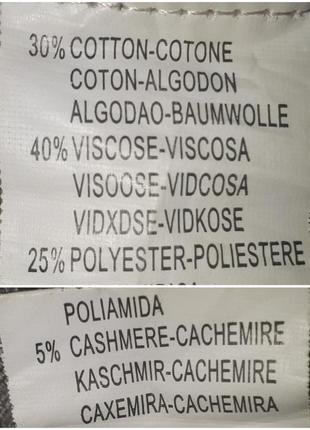 30% COTTON-COTONE
COTON-ALGODON
ALGODAO-BAUMWOLLE
40% VISCOSE-VISCOSA
VISOOSE-VIDCOSA
VIDXDSE-VIDKOSE
25% POLYESTER-POLIESTERE
POLIAMIDA
5% CASHMERE-CACHEMIRE
KASCHMIR-CACHEMIRE
CAXEMIRA-CACHEMIRA